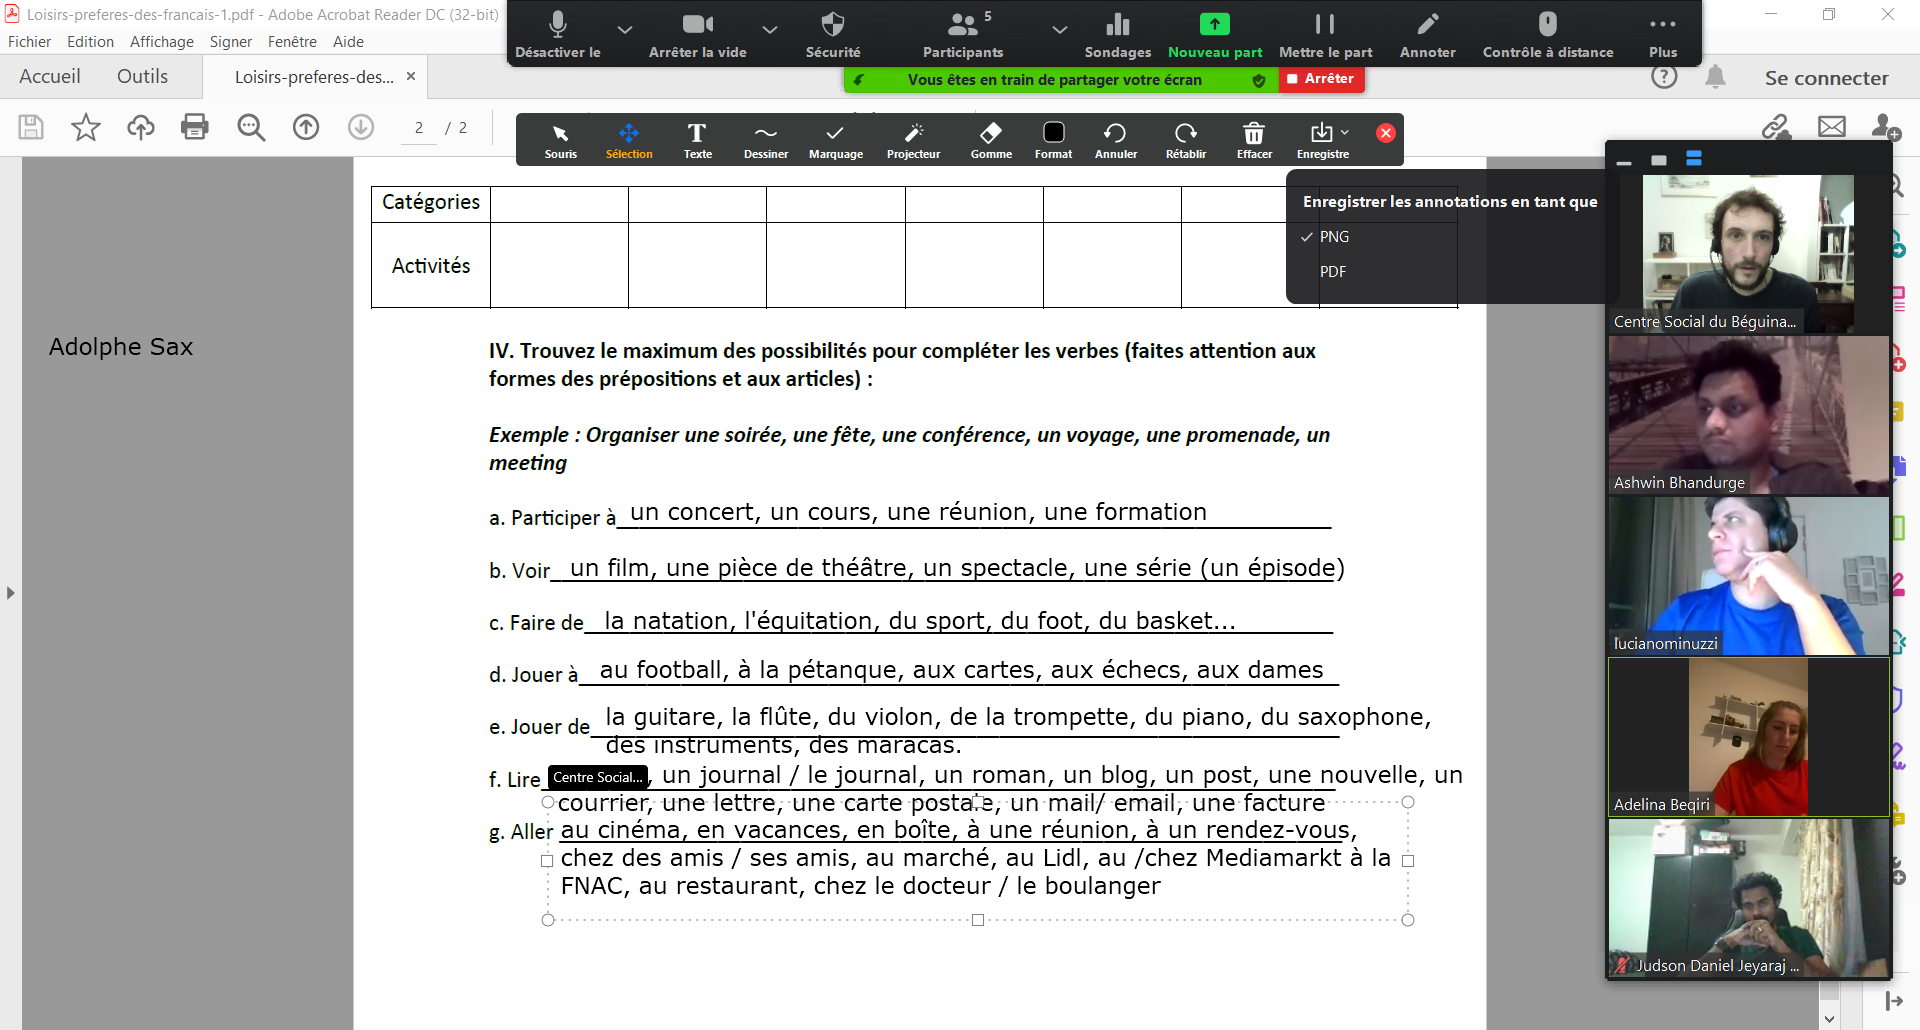 Loisirs-preferes-des-francais-1.pdf - Adobe Acrobat Reader DC (32-bit)
Fichier Edition Affichage Signer Fenêtre Aide
Désactiver le Arrêter la vidé Sécurité Participants 5 Sondages Nouveau part Mettre le part Annoter Contrôle à distance Plus
Vous êtes en train de partager votre écran Arrêter
Accueil Outils Loisirs-preferes-des... × Se connecter
2 / 2
Souris Sélection Texte Dessiner Marquage Projecteur Gomme Format Annuler Rétablir Effacer Enregistre
Enregistrer les annotations en tant que
PNG
PDF
Catégories
Activités
Adolphe Sax
IV. Trouvez le maximum des possibilités pour compléter les verbes (faites attention aux
formes des prépositions et aux articles) :
Exemple : Organiser une soirée, une fête, une conférence, un voyage, une promenade, un
meeting
a. Participer à un concert, un cours, une réunion, une formation
b. Voir un film, une pièce de théâtre, un spectacle, une série (un épisode)
c. Faire de la natation, l'équitation, du sport, du foot, du basket...
d. Jouer à au football, à la pétanque, aux cartes, aux échecs, aux dames
e. Jouer de la guitare, la flûte, du violon, de la trompette, du piano, du saxophone,
des instruments, des maracas.
f. Lire Centre Social... , un journal / le journal, un roman, un blog, un post, une nouvelle, un
courrier, une lettre, une carte postale, un mail/ email, une facture
g. Aller au cinéma, en vacances, en boîte, à une réunion, à un rendez-vous,
chez des amis / ses amis, au marché, au Lidl, au /chez Mediamarkt à la
FNAC, au restaurant, chez le docteur / le boulanger
Centre Social du Béguina...
Ashwin Bhandurge
lucianominuzzi
Adelina Beqiri
Judson Daniel Jeyaraj ...